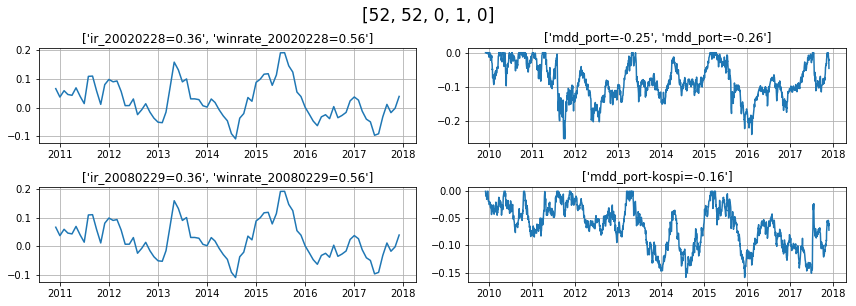 [52, 52, 0, 1, 0]
['ir_20020228=0.36', 'winrate_20020228=0.56']
0.2
0.1
0.0
−0.1
2011 2012 2013 2014 2015 2016 2017 2018
['mdd_port=-0.25', 'mdd_port=-0.26']
0.0
−0.1
−0.2
2010 2011 2012 2013 2014 2015 2016 2017 2018
['ir_20080229=0.36', 'winrate_20080229=0.56']
0.2
0.1
0.0
−0.1
2011 2012 2013 2014 2015 2016 2017 2018
['mdd_port-kospi=-0.16']
0.00
−0.05
−0.10
−0.15
2010 2011 2012 2013 2014 2015 2016 2017 2018